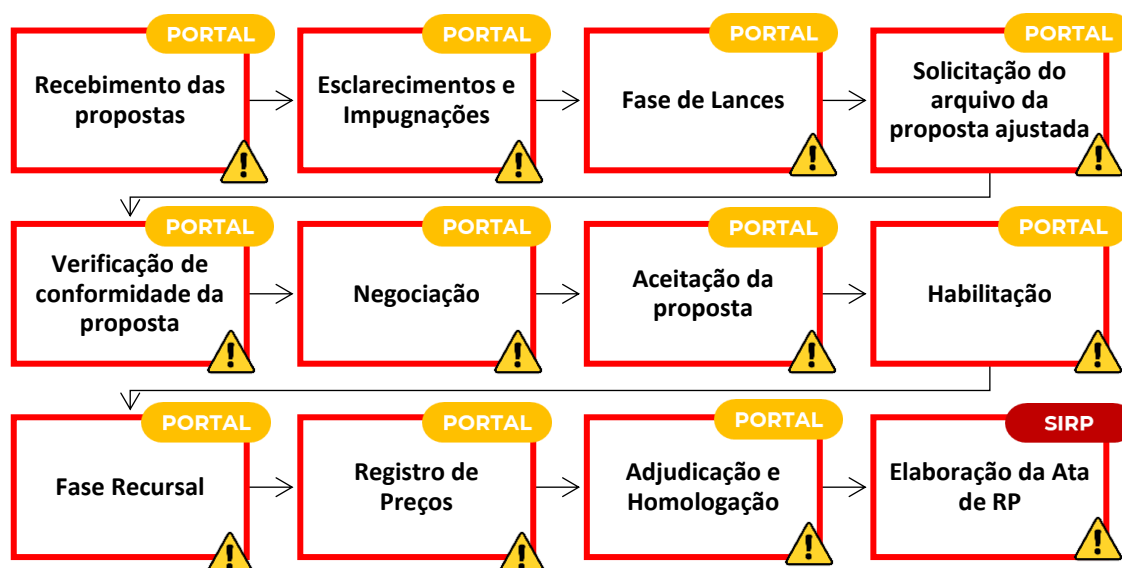 PORTAL
Recebimento das
propostas
PORTAL
Esclarecimentos e
Impugnações
PORTAL
Fase de Lances
PORTAL
Solicitação do
arquivo da
proposta ajustada
PORTAL
Verificação de
conformidade da
proposta
PORTAL
Negociação
PORTAL
Aceitação da
proposta
PORTAL
Habilitação
PORTAL
Fase Recursal
PORTAL
Registro de
Preços
PORTAL
Adjudicação e
Homologação
SIRP
Elaboração da Ata
de RP